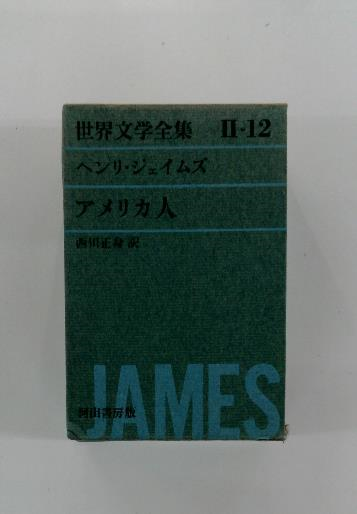 世界文学全集 II-12
ヘンリ・ジェイムズ
アメリカ人
西川正身 訳
JAMES
河出書房版